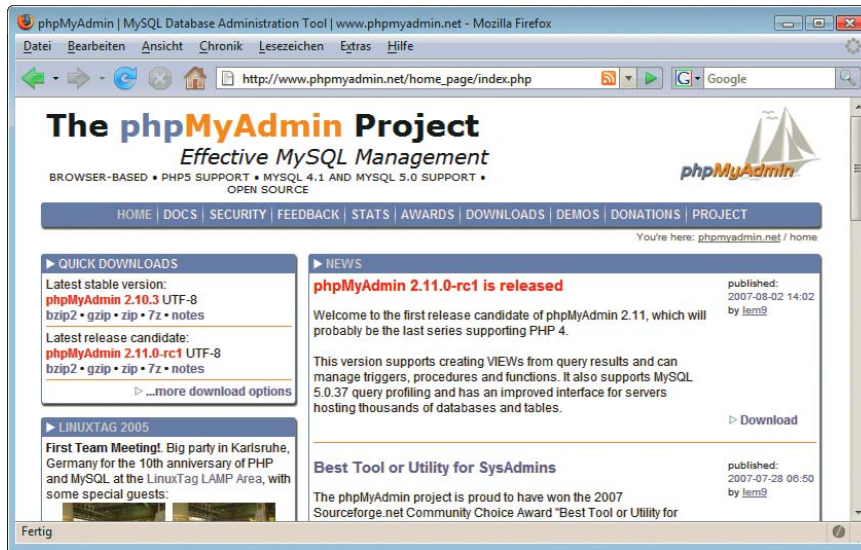 phpMyAdmin | MySQL Database Administration Tool | www.phpmyadmin.net - Mozilla Firefox
Datei Bearbeiten Ansicht Chronik Lesezeichen Extras Hilfe
http://www.phpmyadmin.net/home_page/index.php
G Google
The phpMyAdmin Project
Effective MySQL Management
BROWSER-BASED • PHP5 SUPPORT • MYSQL 4.1 AND MYSQL 5.0 SUPPORT •
OPEN SOURCE
phpMyAdmin
HOME | DOCS | SECURITY | FEEDBACK | STATS | AWARDS | DOWNLOADS | DEMOS | DONATIONS | PROJECT
You're here: phpmyadmin.net / home
QUICK DOWNLOADS
Latest stable version:
phpMyAdmin 2.10.3 UTF-8
bzip2 • gzip • zip • 7z • notes
Latest release candidate:
phpMyAdmin 2.11.0-rc1 UTF-8
bzip2 • gzip • zip • 7z • notes
...more download options
LINUXTAG 2005
First Team Meeting!. Big party in Karlsruhe,
Germany for the 10th anniversary of PHP
and MySQL at the LinuxTag LAMP Area, with
some special guests:
NEWS
phpMyAdmin 2.11.0-rc1 is released
published:
2007-08-02 14:02
by lem9
Welcome to the first release candidate of phpMyAdmin 2.11, which will
probably be the last series supporting PHP 4.
This version supports creating VIEWs from query results and can
manage triggers, procedures and functions. It also supports MySQL
5.0.37 query profiling and has an improved interface for servers
hosting thousands of databases and tables.
Download
Best Tool or Utility for SysAdmins
published:
2007-07-28 06:50
by lem9
The phpMyAdmin project is proud to have won the 2007
Sourceforge.net Community Choice Award "Best Tool or Utility for
Fertig